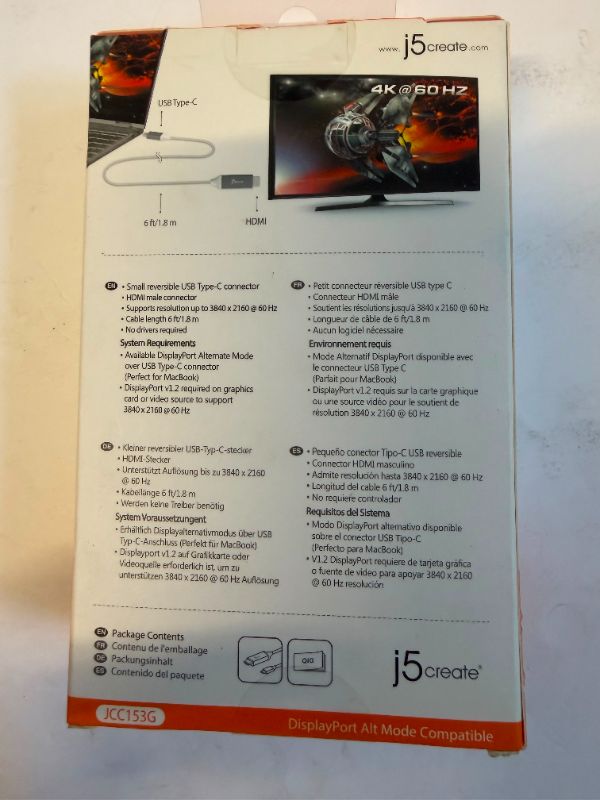 www.j5create.com
USB Type-C
4K@60HZ
6 ft/1.8 m
HDMI
EN • Small reversible USB Type-C connector
• HDMI male connector
• Supports resolution up to 3840 x 2160 @ 60 Hz
• Cable length 6 ft/1.8 m
• No drivers required
System Requirements
• Available DisplayPort Alternate Mode
over USB Type-C connector
(Perfect for MacBook)
• DisplayPort v1.2 required on graphics
card or video source to support
3840 x 2160 @ 60 Hz
FR • Petit connecteur réversible USB type C
• Connecteur HDMI mâle
• Soutient les résolutions jusqu'à 3840 x 2160 @ 60 Hz
• Longueur de câble de 6 ft/1.8 m
• Aucun logiciel nécessaire
Environnement requis
• Mode Alternatif DisplayPort disponible avec
le connecteur USB Type C
(Parfait pour MacBook)
• DisplayPort v1.2 requis sur la carte graphique
ou une source vidéo pour le soutient de
résolution 3840 x 2160 @ 60 Hz
DE • Kleiner reversibler USB-Typ-C-stecker
• HDMI-Stecker
• Unterstützt Auflösung bis zu 3840 x 2160
@ 60 Hz
• Kabellänge 6 ft/1.8 m
• Werden keine Treiber benötig
System Voraussetzungent
• Erhältlich Displayalternativmodus über USB
Typ-C-Anschluss (Perfekt für MacBook)
• Displayport v1.2 auf Grafikkarte oder
Videoquelle erforderlich ist, um zu
unterstützen 3840 x 2160 @ 60 Hz Auflösung
ES • Pequeño conector Tipo-C USB reversible
• Connector HDMI masculino
• Admite resolución hasta 3840 x 2160 @ 60 Hz
• Longitud del cable 6 ft/1.8 m
• No requiere controlador
Requisitos del Sistema
• Modo DisplayPort alternativo disponible
sobre el conector USB Tipo-C
(Perfecto para MacBook)
• V1.2 DisplayPort requiere de tarjeta gráfica
o fuente de video para apoyar 3840 x 2160
@ 60 Hz resolución
EN Package Contents
FR Contenu de l'emballage
DE Packungsinhalt
ES Contenido del paquete
QIG
j5create®
JCC153G
DisplayPort Alt Mode Compatible